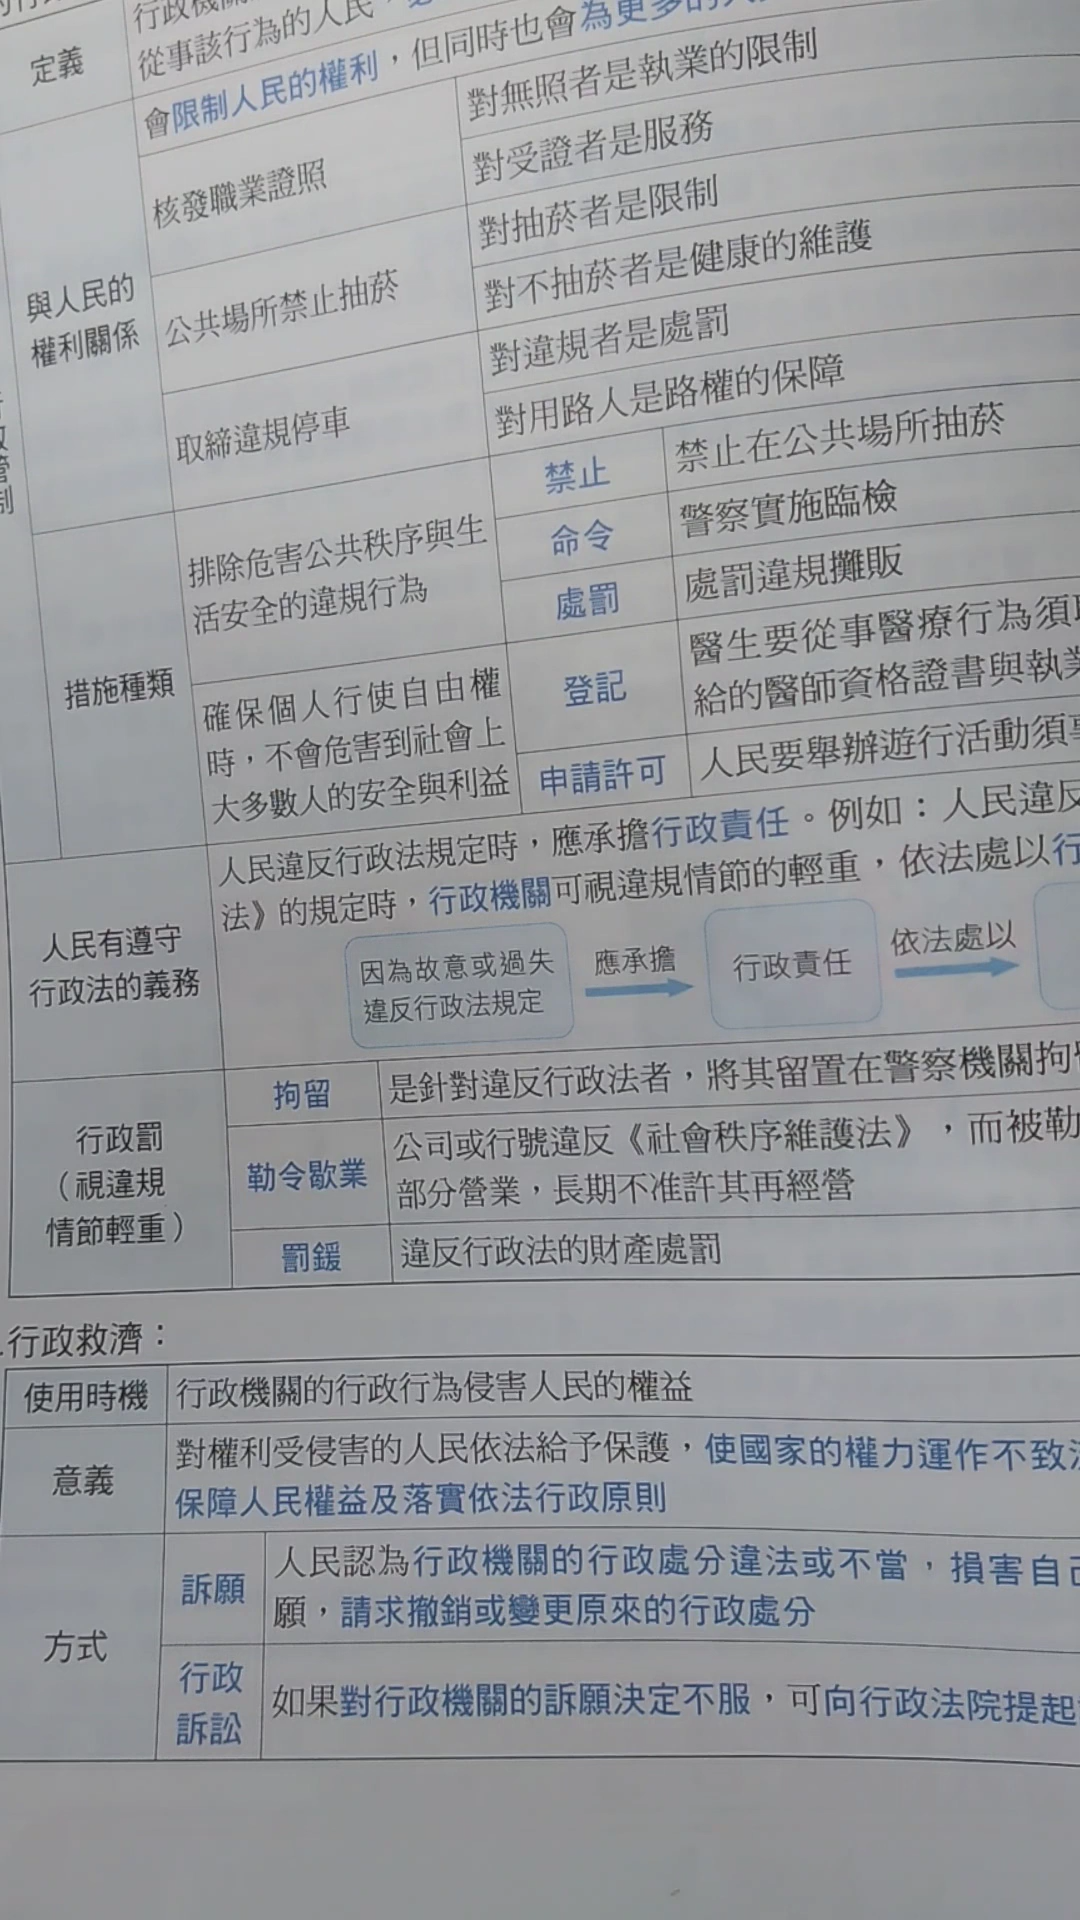 行政機關
定義
從事該行為的人民，
會限制人民的權利，但同時也會為更多的人
與人民的
權利關係
核發職業證照
對無照者是執業的限制
對受證者是服務
公共場所禁止抽菸
對抽菸者是限制
對不抽菸者是健康的維護
取締違規停車
對違規者是處罰
對用路人是路權的保障
措施種類
排除危害公共秩序與生
活安全的違規行為
禁止
禁止在公共場所抽菸
命令
警察實施臨檢
處罰
處罰違規攤販
確保個人行使自由權
時，不會危害到社會上
大多數人的安全與利益
登記
醫生要從事醫療行為須
給的醫師資格證書與執業
申請許可
人民要舉辦遊行活動須事
人民有遵守
行政法的義務
人民違反行政法規定時，應承擔行政責任。例如：人民違反
法》的規定時，行政機關可視違規情節的輕重，依法處以行
因為故意或過失
違反行政法規定
應承擔
行政責任
依法處以
行政罰
（視違規
情節輕重）
拘留
是針對違反行政法者，將其留置在警察機關拘留
勒令歇業
公司或行號違反《社會秩序維護法》，而被勒
部分營業，長期不准許其再經營
罰鍰
違反行政法的財產處罰
.行政救濟：
使用時機
行政機關的行政行為侵害人民的權益
意義
對權利受侵害的人民依法給予保護，使國家的權力運作不致
保障人民權益及落實依法行政原則
方式
訴願
人民認為行政機關的行政處分違法或不當，損害自己
願，請求撤銷或變更原來的行政處分
行政
訴訟
如果對行政機關的訴願決定不服，可向行政法院提起